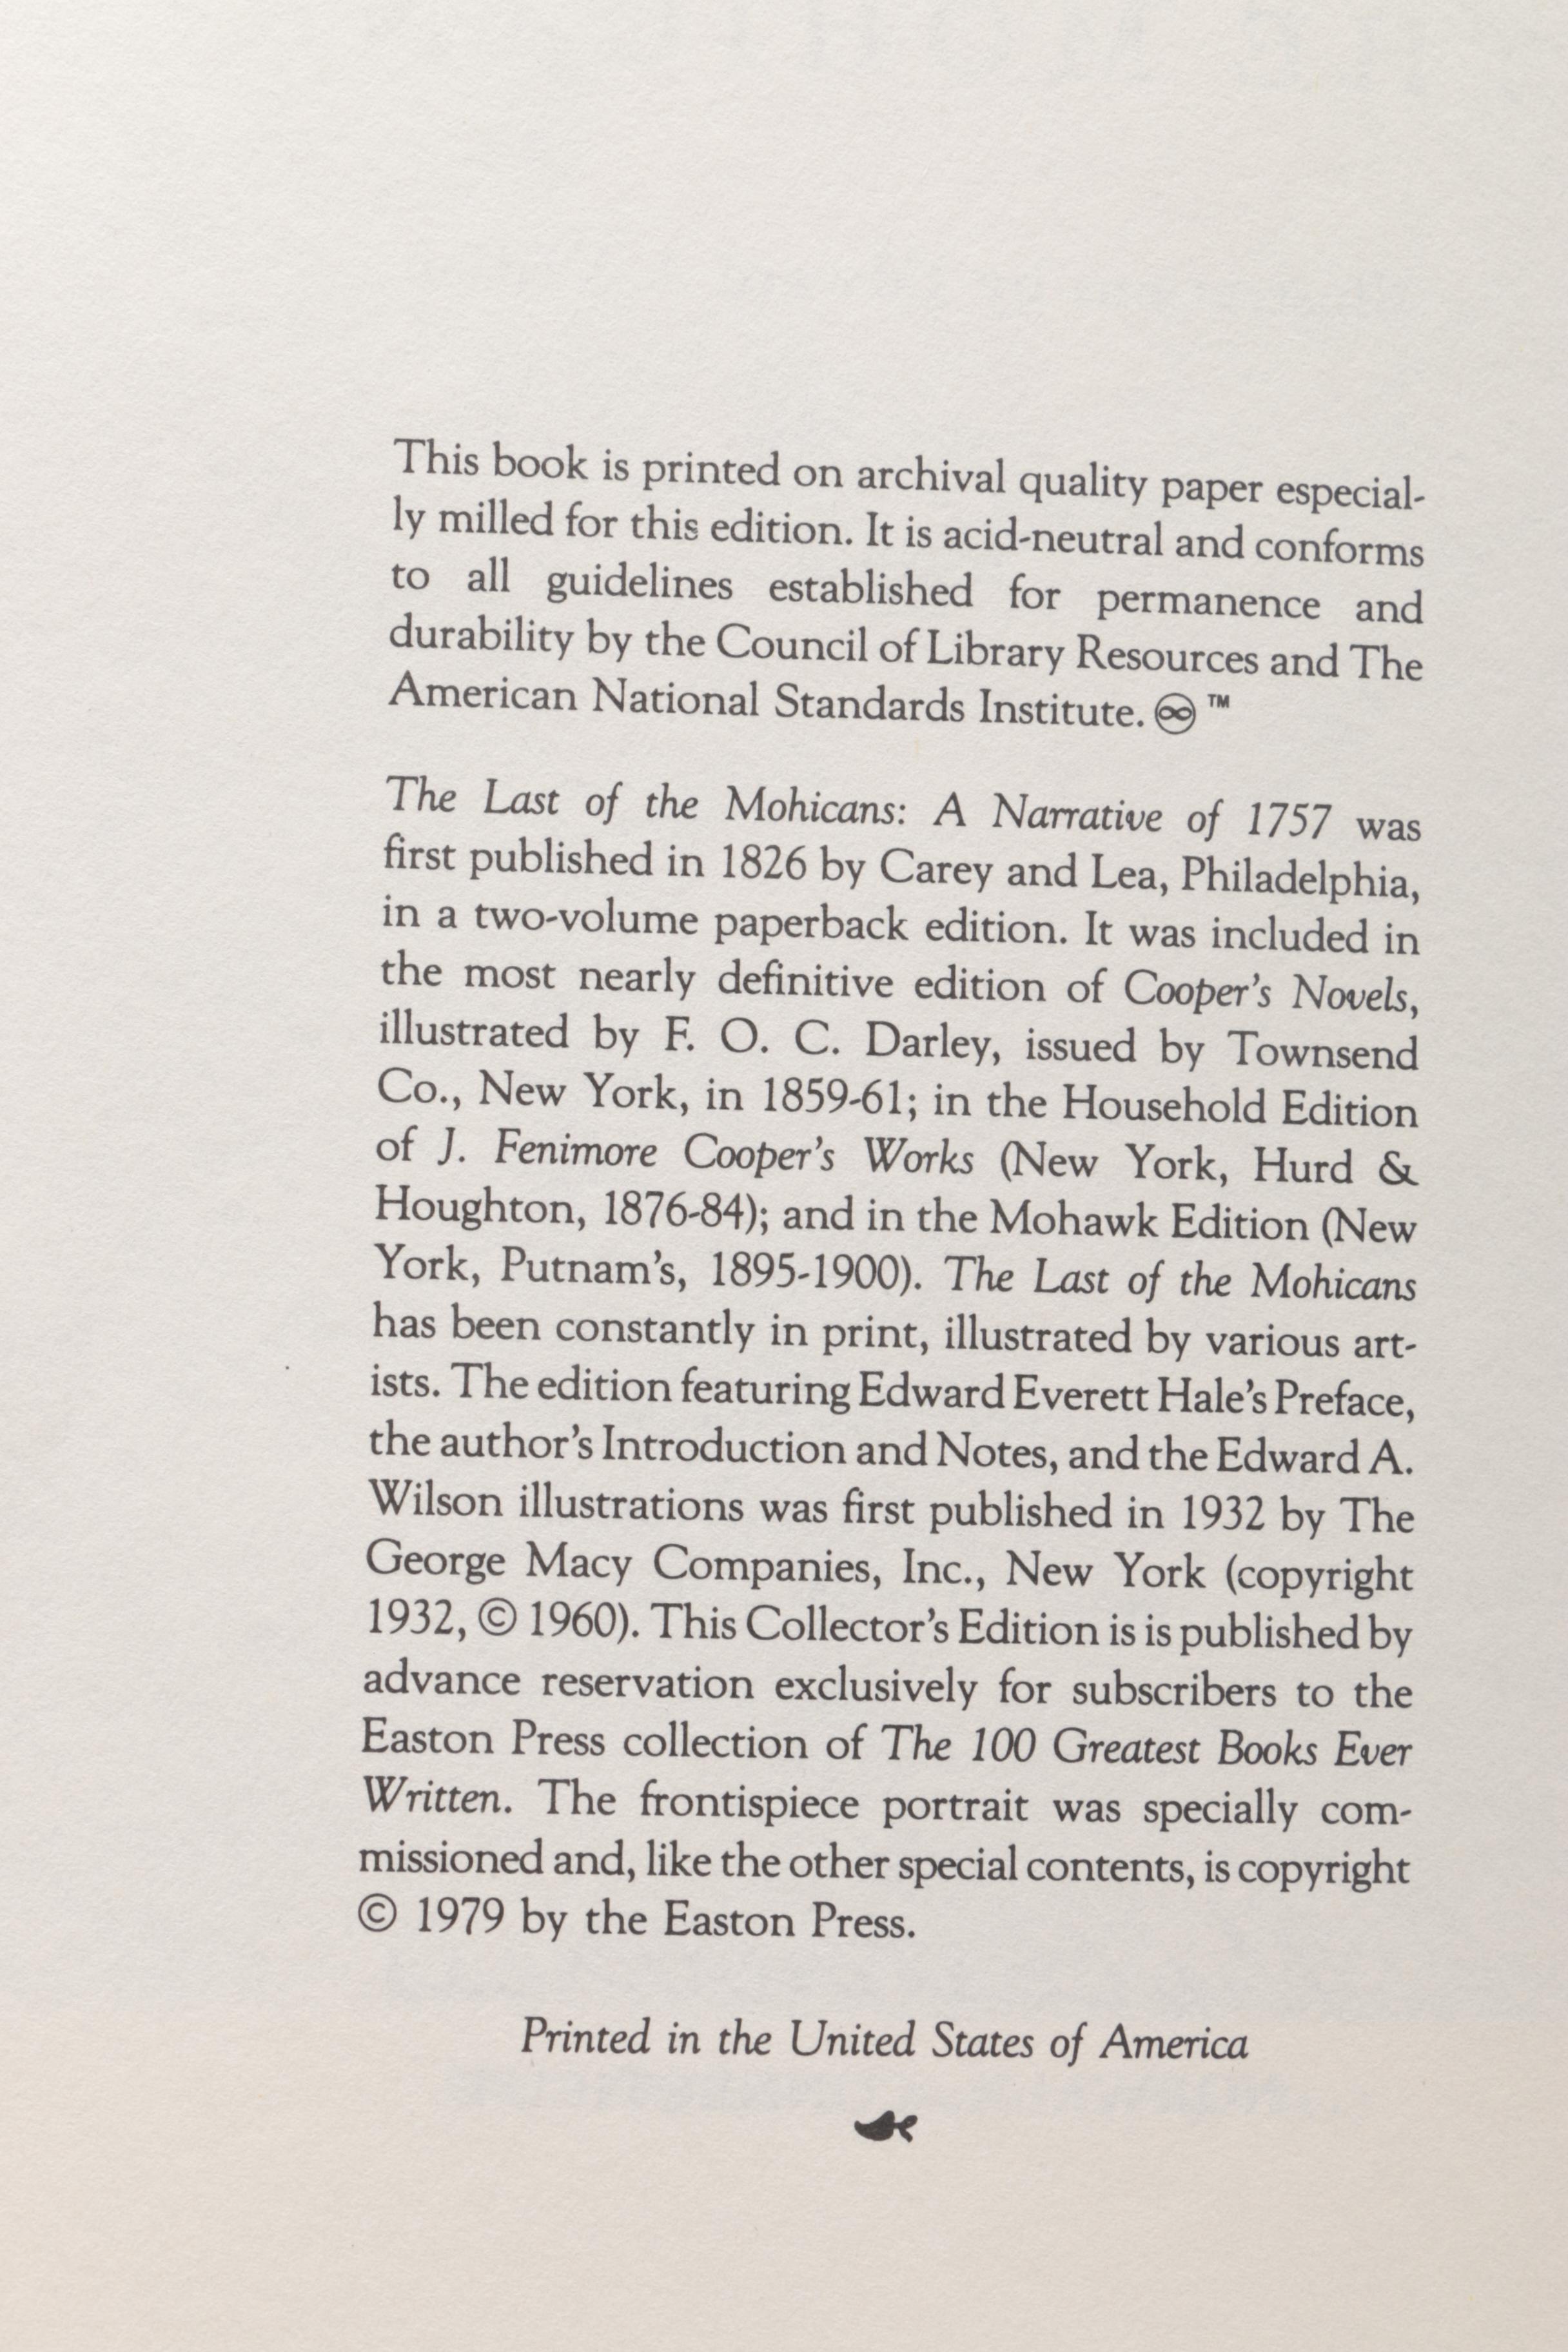 This book is printed on archival quality paper especial-
ly milled for this edition. It is acid-neutral and conforms
to all guidelines established for permanence and
durability by the Council of Library Resources and The
American National Standards Institute. ♾ ™
The Last of the Mohicans: A Narrative of 1757 was
first published in 1826 by Carey and Lea, Philadelphia,
in a two-volume paperback edition. It was included in
the most nearly definitive edition of Cooper's Novels,
illustrated by F. O. C. Darley, issued by Townsend
Co., New York, in 1859-61; in the Household Edition
of J. Fenimore Cooper's Works (New York, Hurd &
Houghton, 1876-84); and in the Mohawk Edition (New
York, Putnam's, 1895-1900). The Last of the Mohicans
has been constantly in print, illustrated by various art-
ists. The edition featuring Edward Everett Hale's Preface,
the author's Introduction and Notes, and the Edward A.
Wilson illustrations was first published in 1932 by The
George Macy Companies, Inc., New York (copyright
1932, © 1960). This Collector's Edition is is published by
advance reservation exclusively for subscribers to the
Easton Press collection of The 100 Greatest Books Ever
Written. The frontispiece portrait was specially com-
missioned and, like the other special contents, is copyright
© 1979 by the Easton Press.
Printed in the United States of America